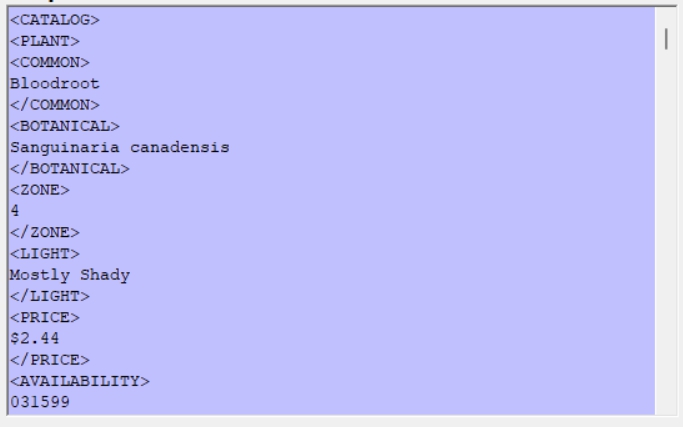 <CATALOG>
<PLANT>
<COMMON>
Bloodroot
</COMMON>
<BOTANICAL>
Sanguinaria canadensis
</BOTANICAL>
<ZONE>
4
</ZONE>
<LIGHT>
Mostly Shady
</LIGHT>
<PRICE>
$2.44
</PRICE>
<AVAILABILITY>
031599